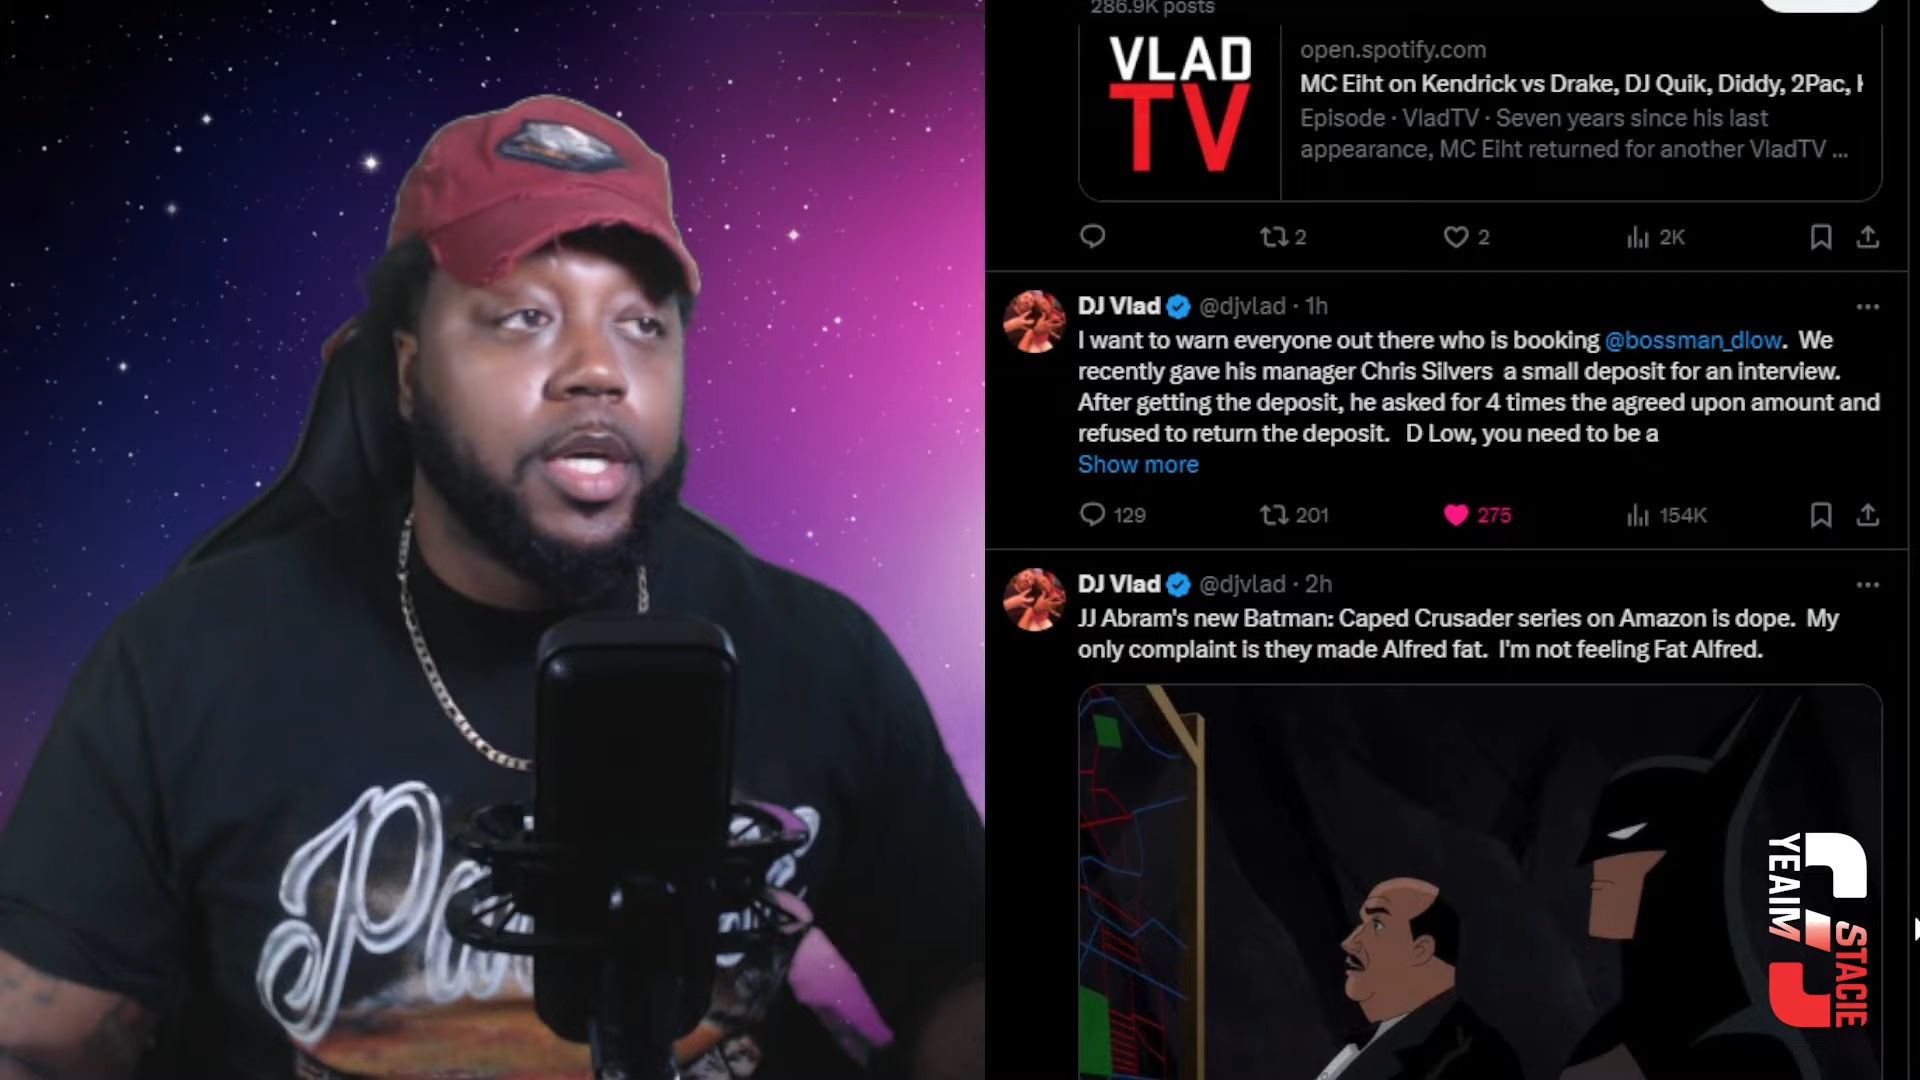 286.9K posts
VLAD
TV
open.spotify.com
MC Eiht on Kendrick vs Drake, DJ Quik, Diddy, 2Pac,
Episode · VladTV · Seven years since his last
appearance, MC Eiht returned for another VladTV ...
2
2
2K
DJ Vlad @djvlad · 1h
I want to warn everyone out there who is booking @bossman_dlow. We
recently gave his manager Chris Silvers a small deposit for an interview.
After getting the deposit, he asked for 4 times the agreed upon amount and
refused to return the deposit. D Low, you need to be a
Show more
129
201
275
154K
DJ Vlad @djvlad · 2h
JJ Abram's new Batman: Caped Crusader series on Amazon is dope. My
only complaint is they made Alfred fat. I'm not feeling Fat Alfred.
YEAIM
STACIE